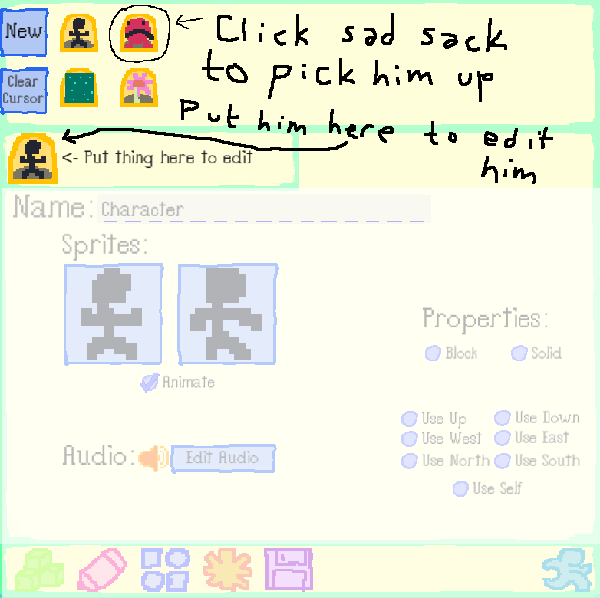 New
Click sad sack
to pick him up
Clear
Cursor
Put him here to edit
him
<- Put thing here to edit
Name: Character
Sprites:
Animate
Properties:
Block Solid
Use Up Use Down
Use West Use East
Use North Use South
Use Self
Audio: Edit Audio